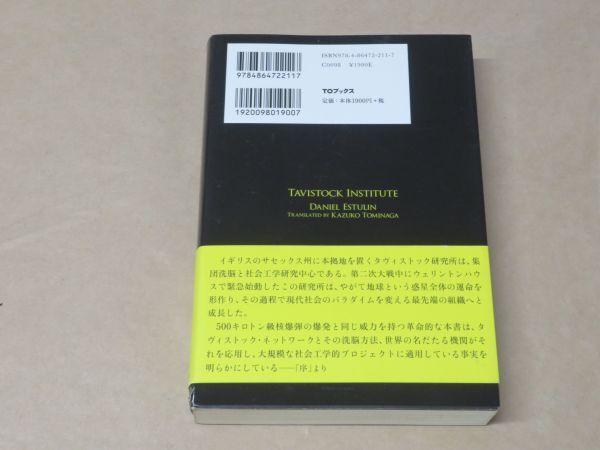 ISBN978-4-86472-211-7
C0098 ¥1900E
9784864722117
TOブックス
定価:本体1900円+税
1920098019007
TAVISTOCK INSTITUTE
DANIEL ESTULIN
TRANSLATED BY KAZUKO TOMINAGA
イギリスのサセックス州に本拠地を置くタヴィストック研究所は、集
団洗脳と社会工学研究中心である。第二次大戦中にウェリントンハウ
スで緊急始動したこの研究所は、やがて地球という惑星全体の運命を
形作り、その過程で現代社会のパラダイムを変える最先端の組織へと
成長した。
500キロトン級核爆弾の爆発と同じ威力を持つ革命的な本書は、タ
ヴィストック・ネットワークとその洗脳方法、世界の名だたる機関がそ
れを応用し、大規模な社会工学的プロジェクトに適用している事実を
明らかにしている――「序」より